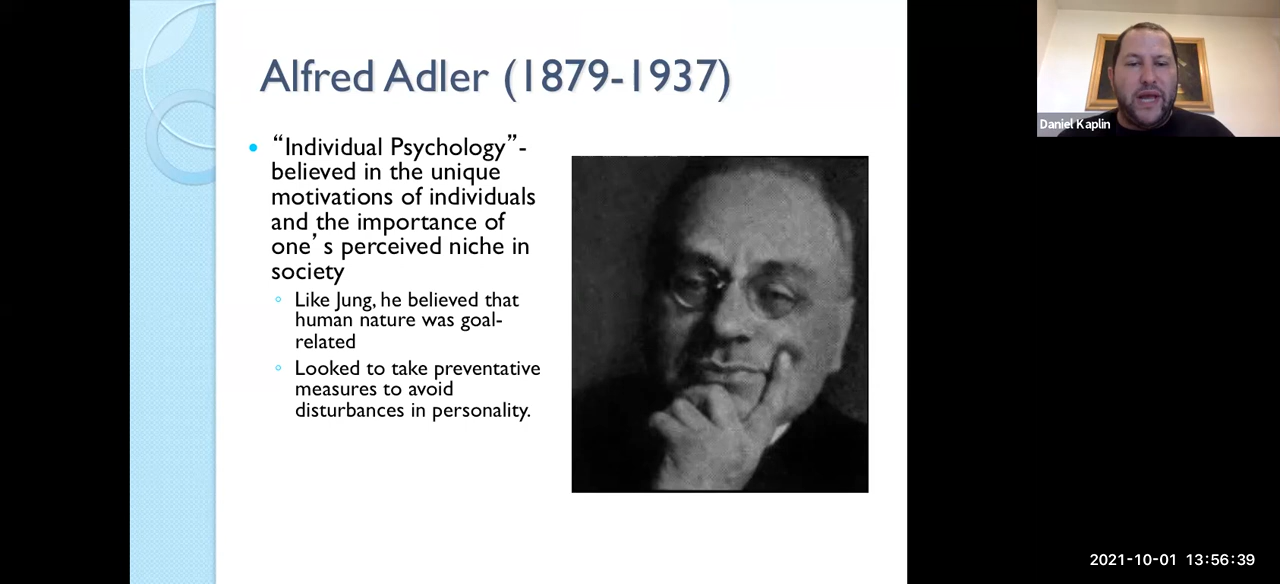 Alfred Adler (1879-1937)
“Individual Psychology”-
believed in the unique
motivations of individuals
and the importance of
one’s perceived niche in
society
Like Jung, he believed that
human nature was goal-
related
Looked to take preventative
measures to avoid
disturbances in personality.
Daniel Kaplin
2021-10-01 13:56:39